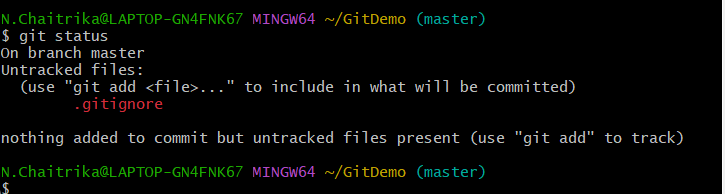 N.Chaitrika@LAPTOP-GN4FNK67 MINGW64 ~/GitDemo (master)
$ git status
On branch master
Untracked files:
  (use "git add <file>..." to include in what will be committed)
        .gitignore

nothing added to commit but untracked files present (use "git add" to track)

N.Chaitrika@LAPTOP-GN4FNK67 MINGW64 ~/GitDemo (master)
$